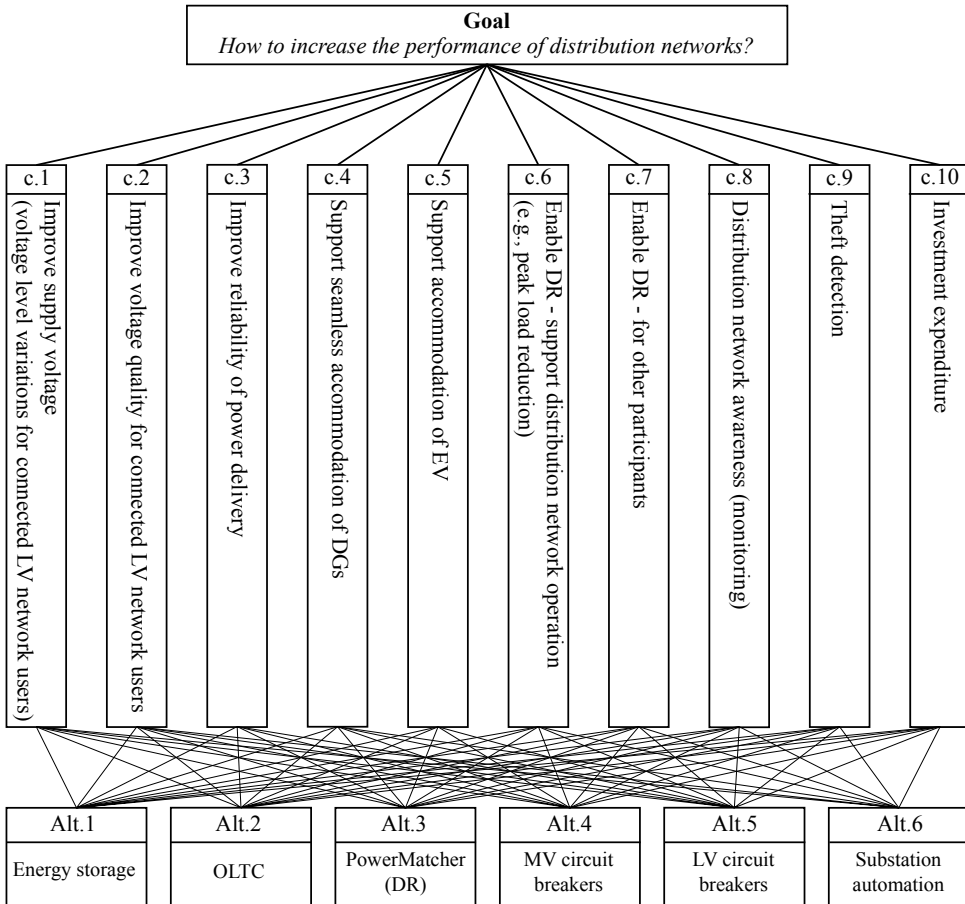 Goal
How to increase the performance of distribution networks?
c.1
c.2
c.3
c.4
c.5
c.6
c.7
c.8
c.9
c.10
Improve supply voltage
(voltage level variations for connected LV network users)
Improve voltage quality for connected LV network users
Improve reliability of power delivery
Support seamless accommodation of DGs
Support accommodation of EV
Enable DR - support distribution network operation
(e.g., peak load reduction)
Enable DR - for other participants
Distribution network awareness (monitoring)
Theft detection
Investment expenditure
Alt.1
Alt.2
Alt.3
Alt.4
Alt.5
Alt.6
Energy storage
OLTC
PowerMatcher
(DR)
MV circuit
breakers
LV circuit
breakers
Substation
automation